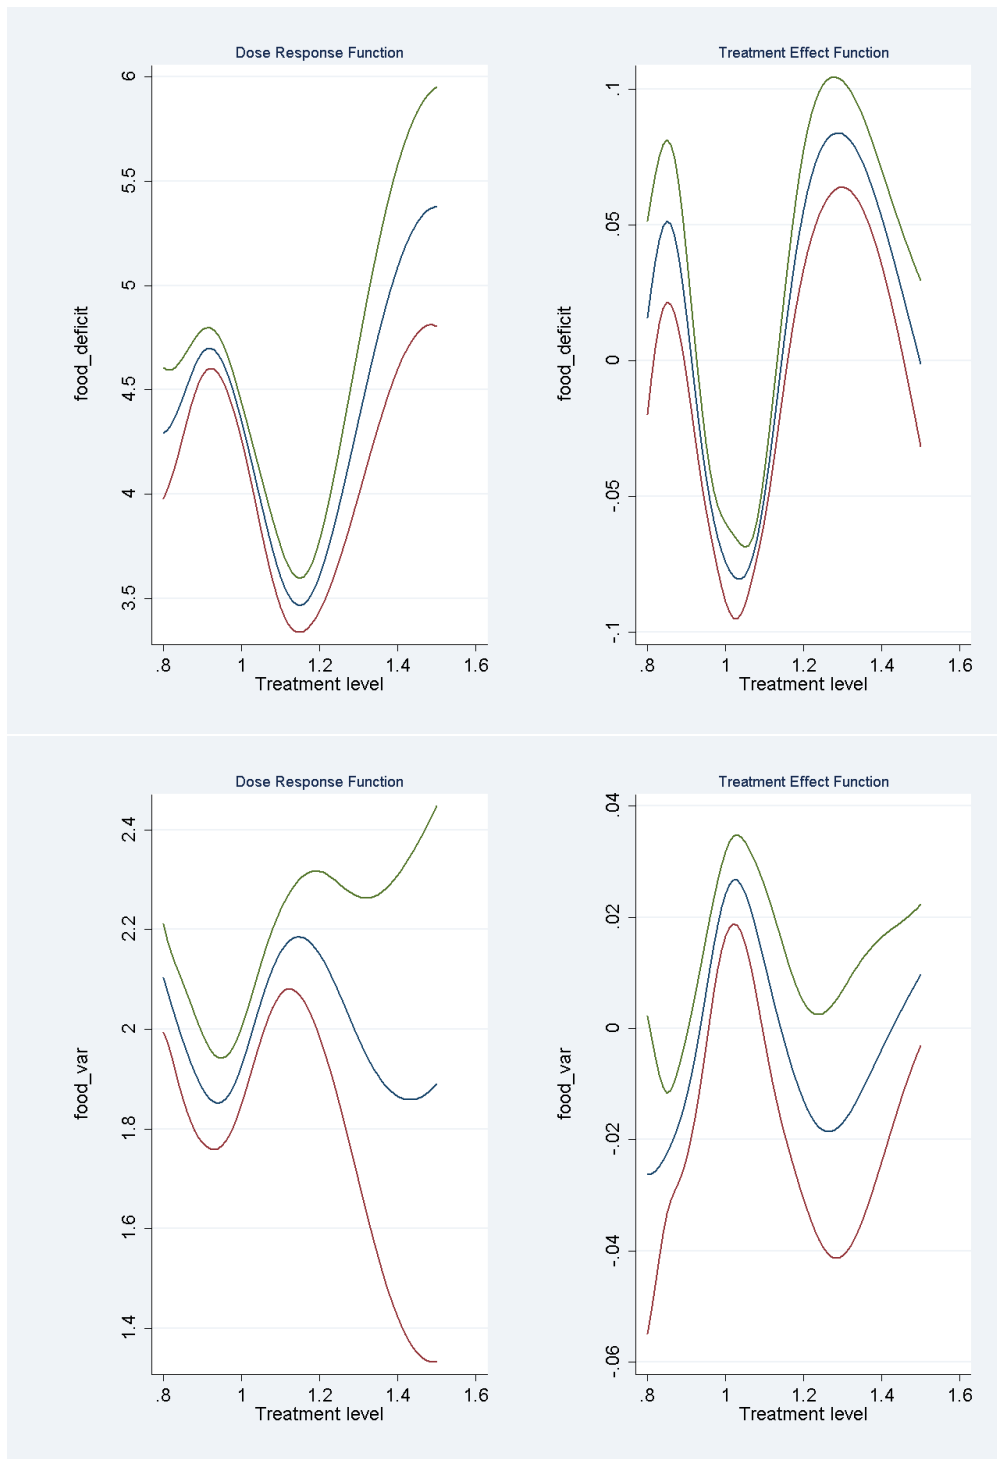 Dose Response Function
food_deficit
6
5.5
5
4.5
4
3.5
.8 1 1.2 1.4 1.6
Treatment level
Treatment Effect Function
food_deficit
.1
.05
0
-.05
-.1
.8 1 1.2 1.4 1.6
Treatment level
Dose Response Function
food_var
2.4
2.2
2
1.8
1.6
1.4
.8 1 1.2 1.4 1.6
Treatment level
Treatment Effect Function
food_var
.04
.02
0
-.02
-.04
-.06
.8 1 1.2 1.4 1.6
Treatment level